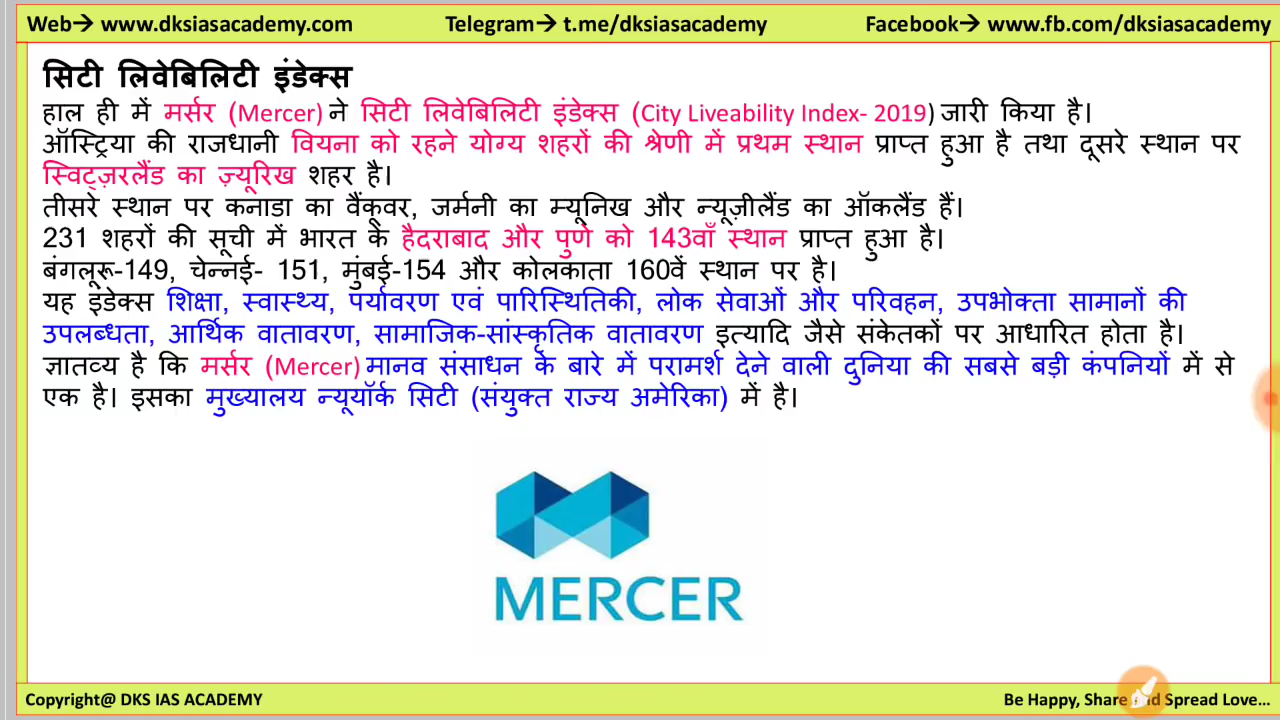 Web→ www.dksiasacademy.com Telegram→ t.me/dksiasacademy Facebook→ www.fb.com/dksiasacademy
सिटी लिवेबिलिटी इंडेक्स
हाल ही में मर्सर (Mercer) ने सिटी लिवेबिलिटी इंडेक्स (City Liveability Index- 2019) जारी किया है।
ऑस्ट्रिया की राजधानी वियना को रहने योग्य शहरों की श्रेणी में प्रथम स्थान प्राप्त हुआ है तथा दूसरे स्थान पर
स्विट्ज़रलैंड का ज़्यूरिख शहर है।
तीसरे स्थान पर कनाडा का वैंकूवर, जर्मनी का म्यूनिख और न्यूज़ीलैंड का ऑकलैंड हैं।
231 शहरों की सूची में भारत के हैदराबाद और पुणे को 143वाँ स्थान प्राप्त हुआ है।
बंगलूरू-149, चेन्नई- 151, मुंबई-154 और कोलकाता 160वें स्थान पर है।
यह इंडेक्स शिक्षा, स्वास्थ्य, पर्यावरण एवं पारिस्थितिकी, लोक सेवाओं और परिवहन, उपभोक्ता सामानों की
उपलब्धता, आर्थिक वातावरण, सामाजिक-सांस्कृतिक वातावरण इत्यादि जैसे संकेतकों पर आधारित होता है।
ज्ञातव्य है कि मर्सर (Mercer) मानव संसाधन के बारे में परामर्श देने वाली दुनिया की सबसे बड़ी कंपनियों में से
एक है। इसका मुख्यालय न्यूयॉर्क सिटी (संयुक्त राज्य अमेरिका) में है।
MERCER
Copyright@ DKS IAS ACADEMY Be Happy, Share and Spread Love...